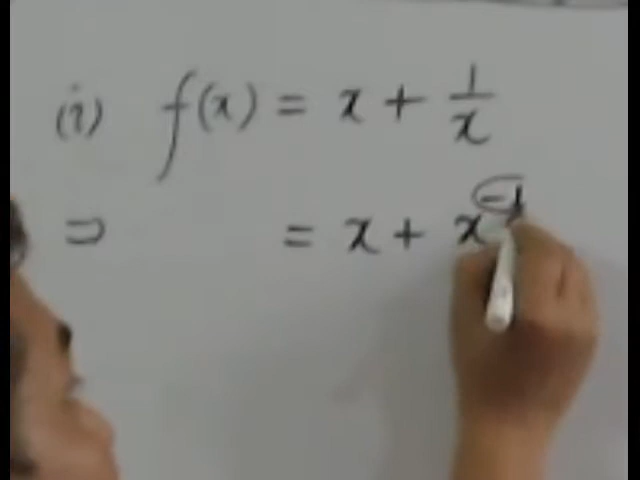 (i) f(x) = x + 1/x
⇒ = x + x^-1